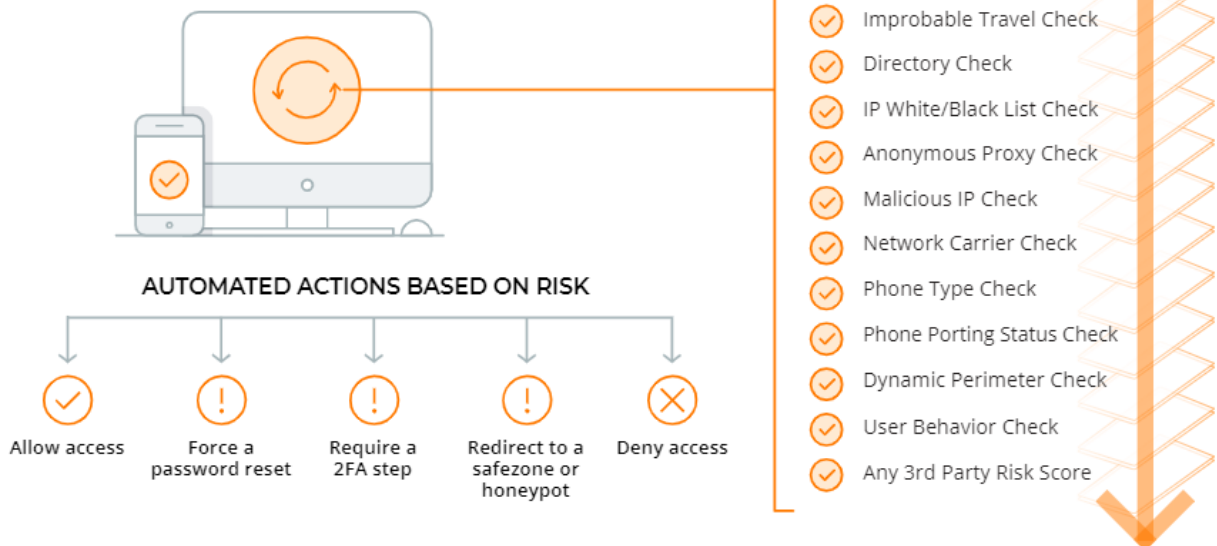 Improbable Travel Check
Directory Check
IP White/Black List Check
Anonymous Proxy Check
Malicious IP Check
Network Carrier Check
Phone Type Check
Phone Porting Status Check
Dynamic Perimeter Check
User Behavior Check
Any 3rd Party Risk Score
AUTOMATED ACTIONS BASED ON RISK
Allow access
Force a
password reset
Require a
2FA step
Redirect to a
safezone or
honeypot
Deny access